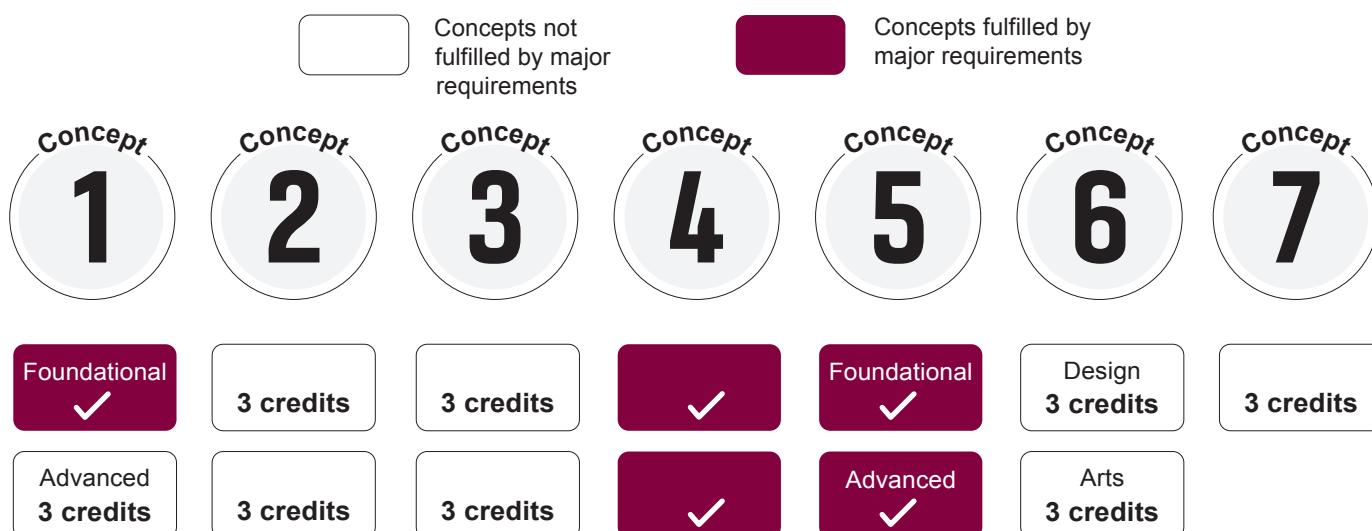 Concepts not
fulfilled by major
requirements
Concepts fulfilled by
major requirements
Concept
1
Concept
2
Concept
3
Concept
4
Concept
5
Concept
6
Concept
7
Foundational
3 credits
3 credits
Foundational
Design
3 credits
3 credits
Advanced
3 credits
3 credits
3 credits
Advanced
Arts
3 credits